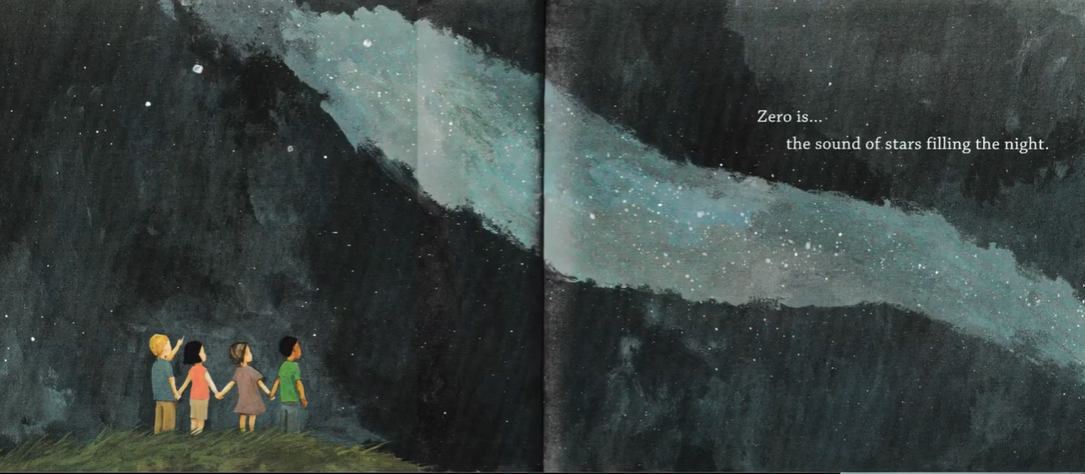 Zero is...
the sound of stars filling the night.